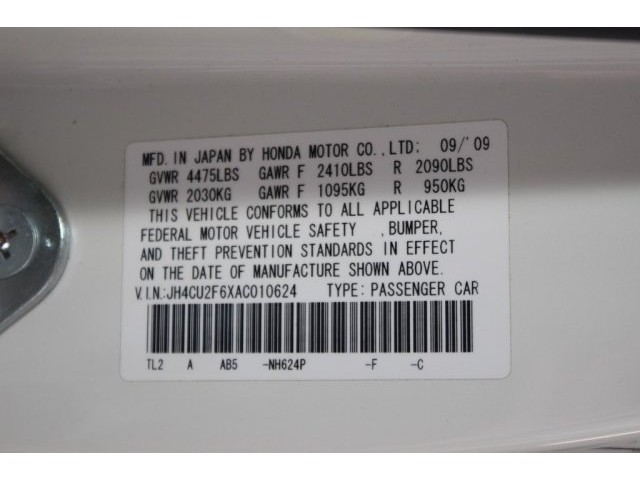 MFD. IN JAPAN BY HONDA MOTOR CO., LTD: 09/'09
GVWR 4475LBS GAWR F 2410LBS R 2090LBS
GVWR 2030KG GAWR F 1095KG R 950KG
THIS VEHICLE CONFORMS TO ALL APPLICABLE
FEDERAL MOTOR VEHICLE SAFETY , BUMPER,
AND THEFT PREVENTION STANDARDS IN EFFECT
ON THE DATE OF MANUFACTURE SHOWN ABOVE.
V.I.N.:JH4CU2F6XAC010624 TYPE: PASSENGER CAR
TL2 A AB5 -NH624P -F -C